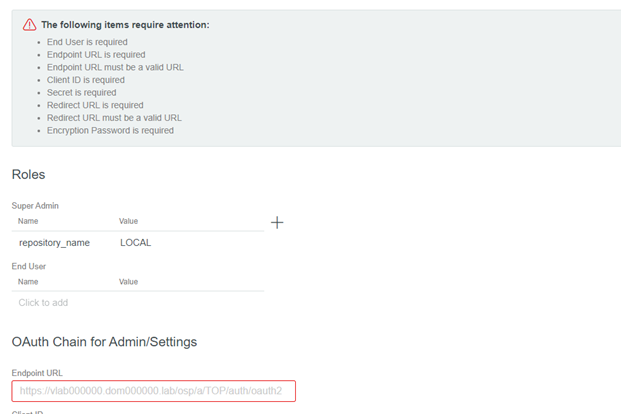 The following items require attention:
End User is required
Endpoint URL is required
Endpoint URL must be a valid URL
Client ID is required
Secret is required
Redirect URL is required
Redirect URL must be a valid URL
Encryption Password is required
Roles
Super Admin
Name Value
repository_name LOCAL
End User
Name Value
Click to add
OAuth Chain for Admin/Settings
Endpoint URL
https://vlab000000.dom000000.lab/osp/a/TOP/auth/oauth2
Client ID